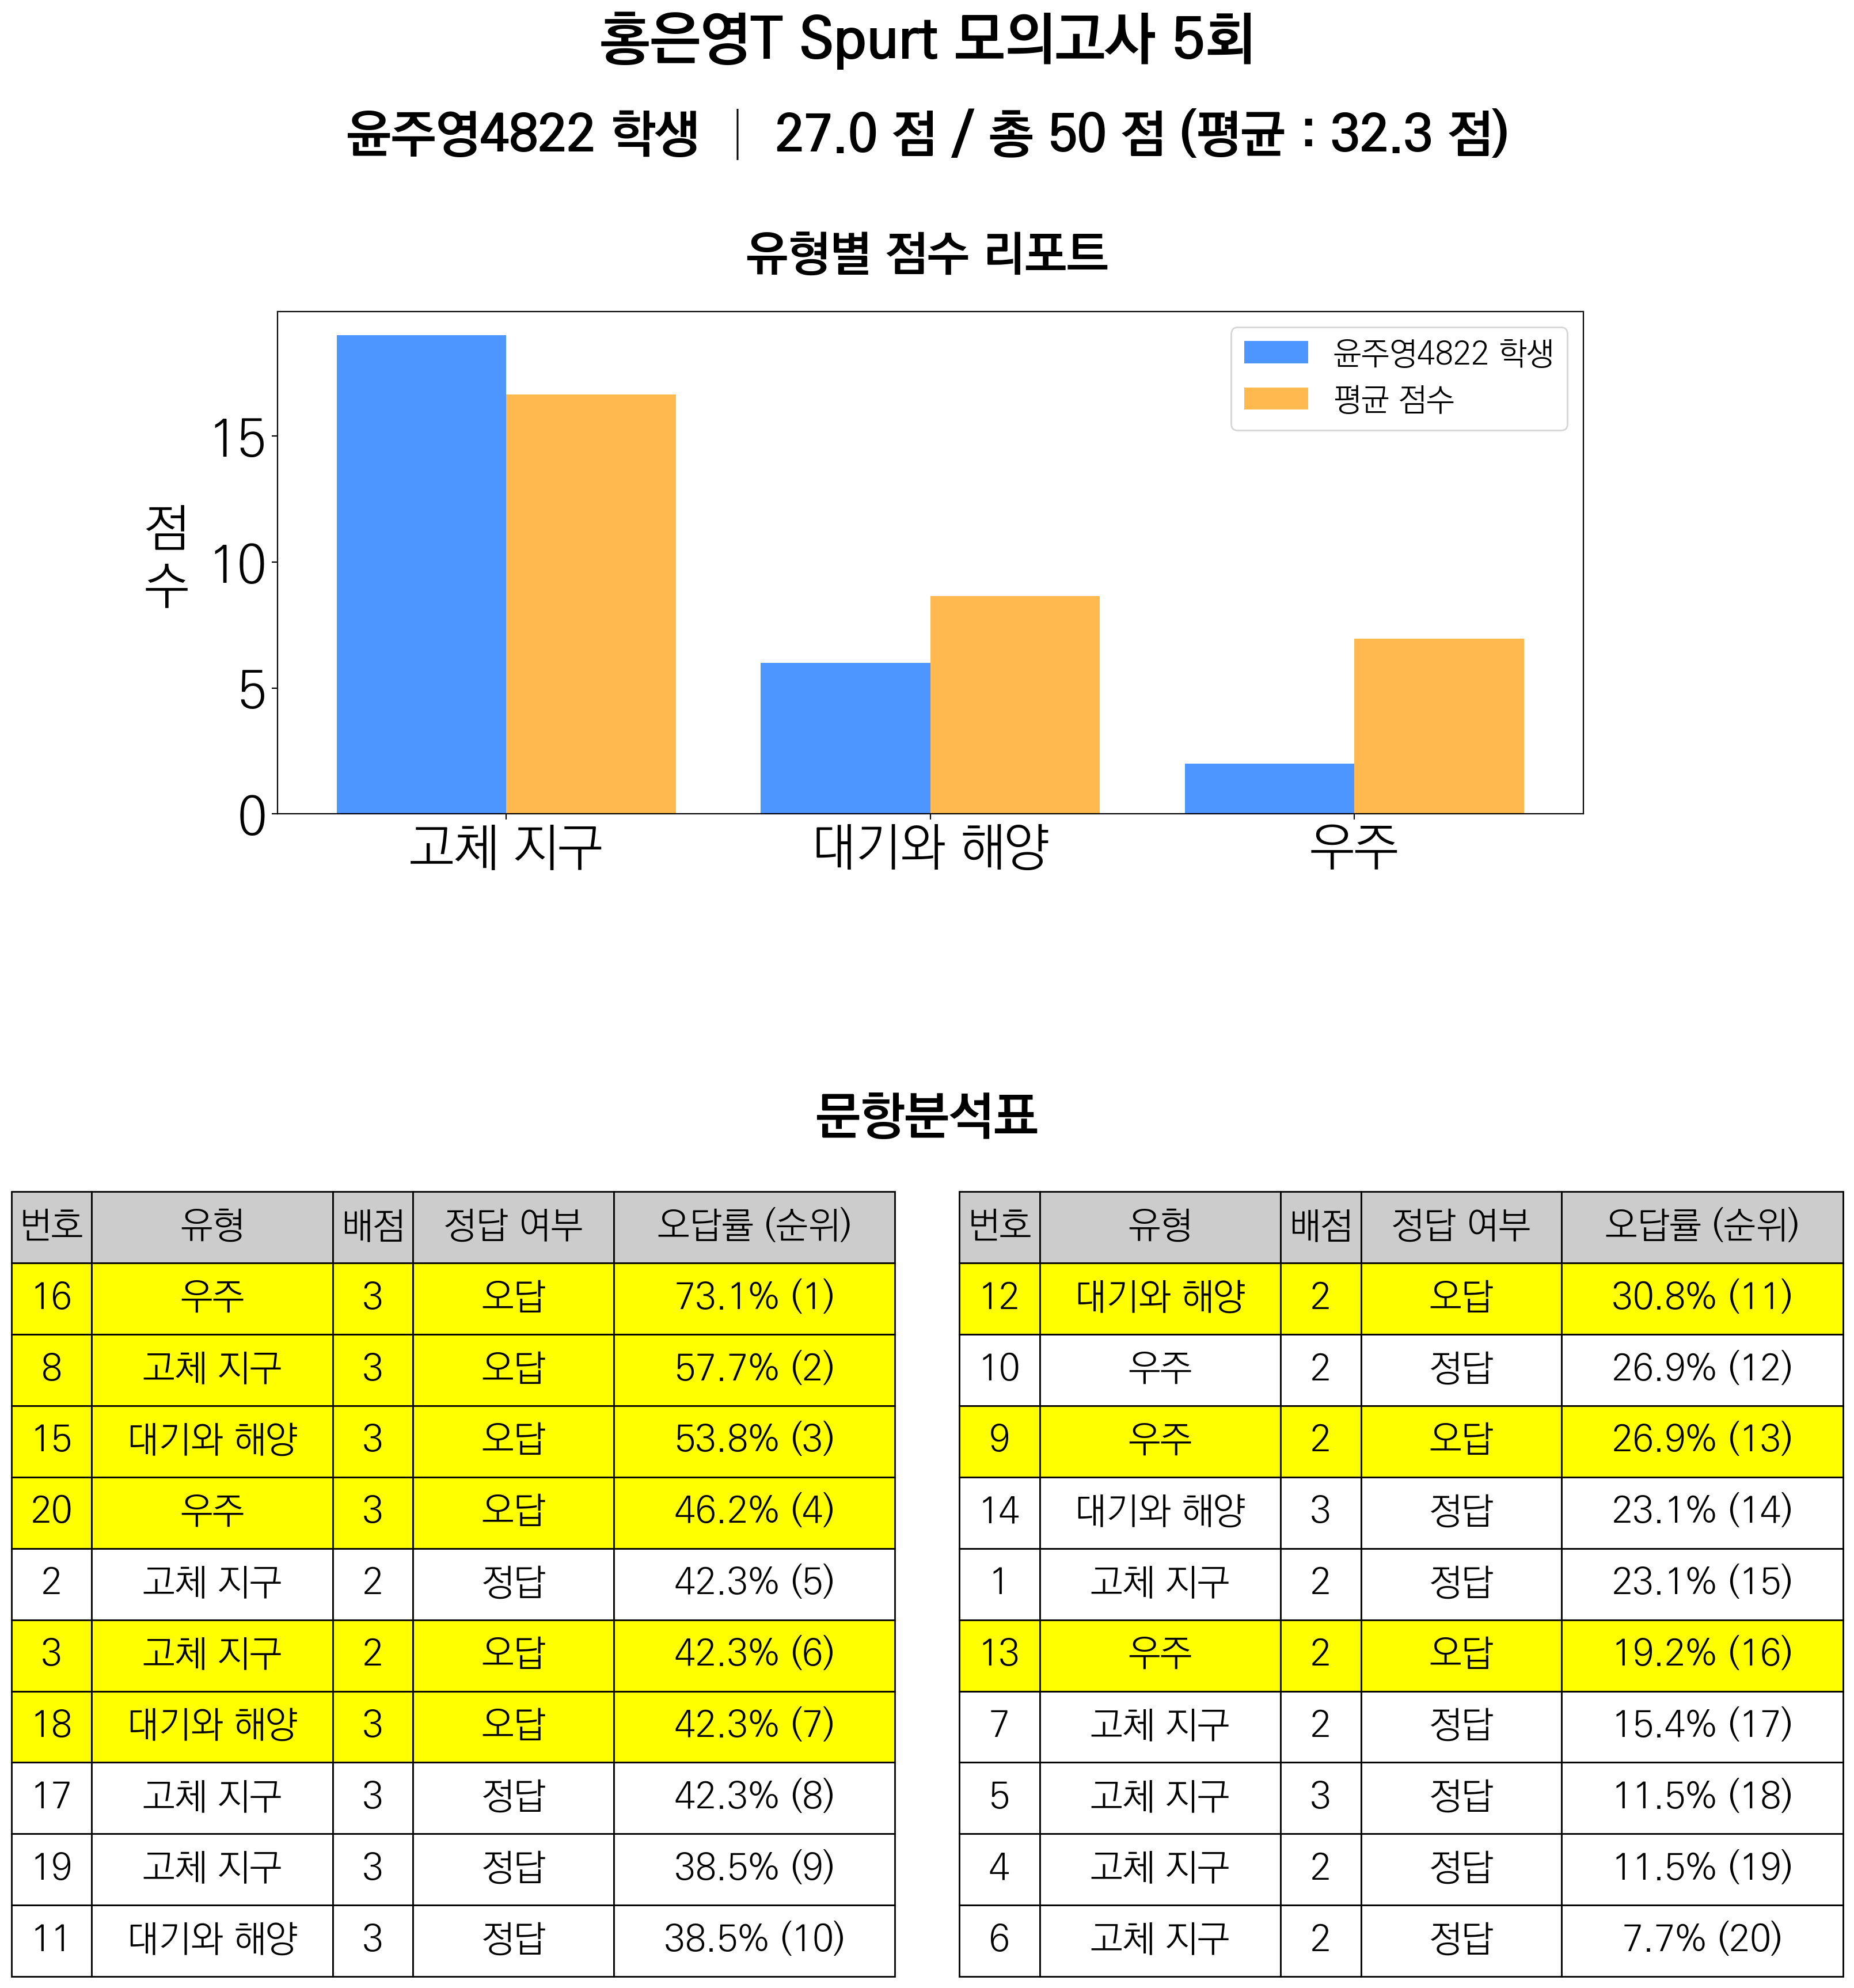 홍은영T Spurt 모의고사 5회
윤주영4822 학생 | 27.0 점 / 총 50 점 (평균 : 32.3 점)
유형별 점수 리포트
윤주영4822 학생
평균 점수
점수
15
10
5
0
고체 지구 대기와 해양 우주
문항분석표
번호 유형 배점 정답 여부 오답률 (순위)
16 우주 3 오답 73.1% (1)
8 고체 지구 3 오답 57.7% (2)
15 대기와 해양 3 오답 53.8% (3)
20 우주 3 오답 46.2% (4)
2 고체 지구 2 정답 42.3% (5)
3 고체 지구 2 오답 42.3% (6)
18 대기와 해양 3 오답 42.3% (7)
17 고체 지구 3 정답 42.3% (8)
19 고체 지구 3 정답 38.5% (9)
11 대기와 해양 3 정답 38.5% (10)
번호 유형 배점 정답 여부 오답률 (순위)
12 대기와 해양 2 오답 30.8% (11)
10 우주 2 정답 26.9% (12)
9 우주 2 오답 26.9% (13)
14 대기와 해양 3 정답 23.1% (14)
1 고체 지구 2 정답 23.1% (15)
13 우주 2 오답 19.2% (16)
7 고체 지구 2 정답 15.4% (17)
5 고체 지구 3 정답 11.5% (18)
4 고체 지구 2 정답 11.5% (19)
6 고체 지구 2 정답 7.7% (20)